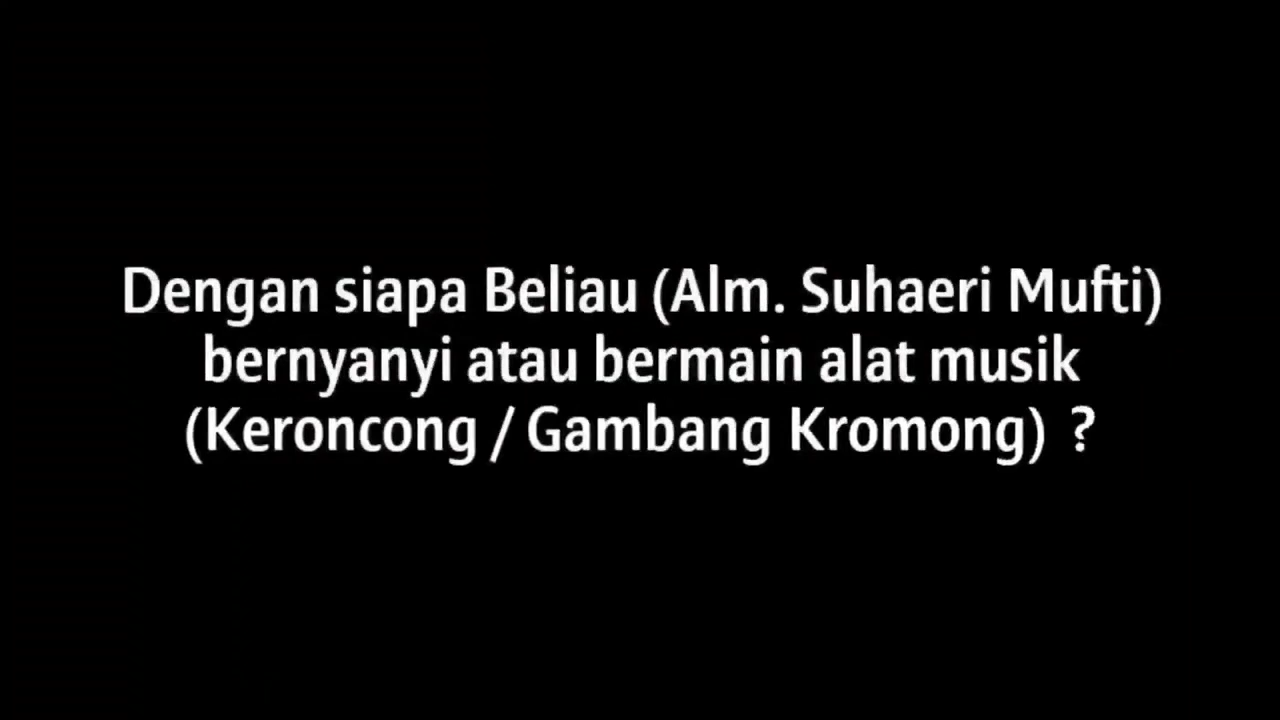 Dengan siapa Beliau (Alm. Suhaeri Mufti)
bernyanyi atau bermain alat musik
(Keroncong / Gambang Kromong) ?